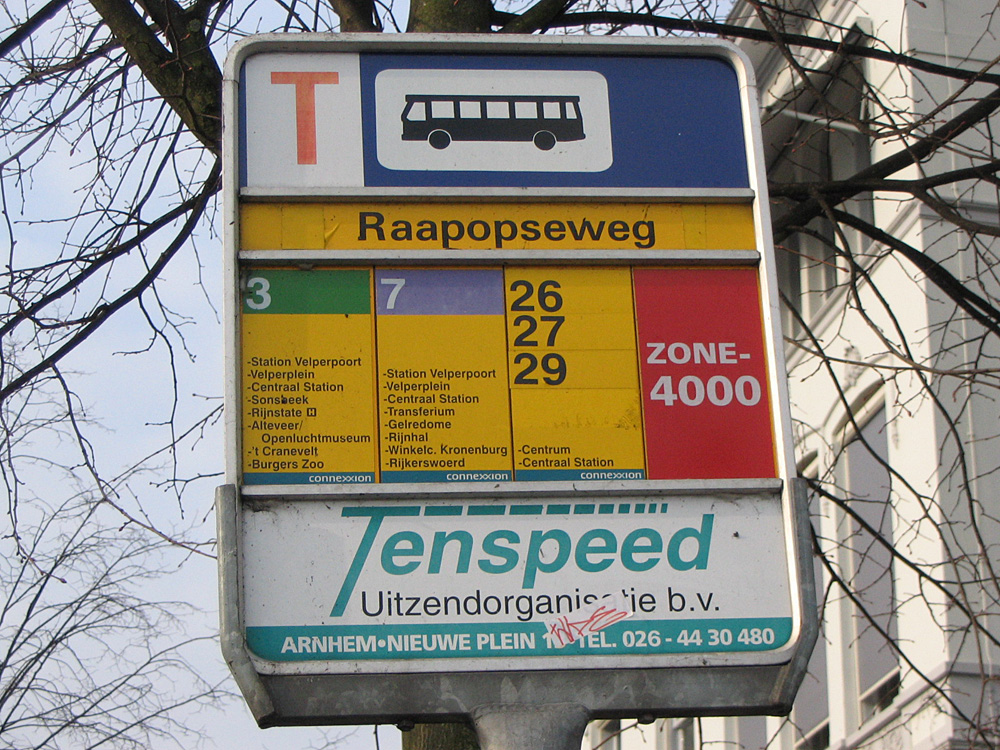 T
Raapopseweg
3
-Station Velperpoort
-Velperplein
-Centraal Station
-Sonsbeek
-Rijnstate H
-Alteveer/
Openluchtmuseum
-'t Cranevelt
-Burgers Zoo
connexxion
7
-Station Velperpoort
-Velperplein
-Centraal Station
-Transferium
-Gelredome
-Rijnhal
-Winkelc. Kronenburg
-Rijkerswoerd
connexxion
26
27
29
-Centrum
-Centraal Station
connexxion
ZONE-
4000
Tenspeed
Uitzendorganisatie b.v.
ARNHEM•NIEUWE PLEIN TEL. 026 - 44 30 480